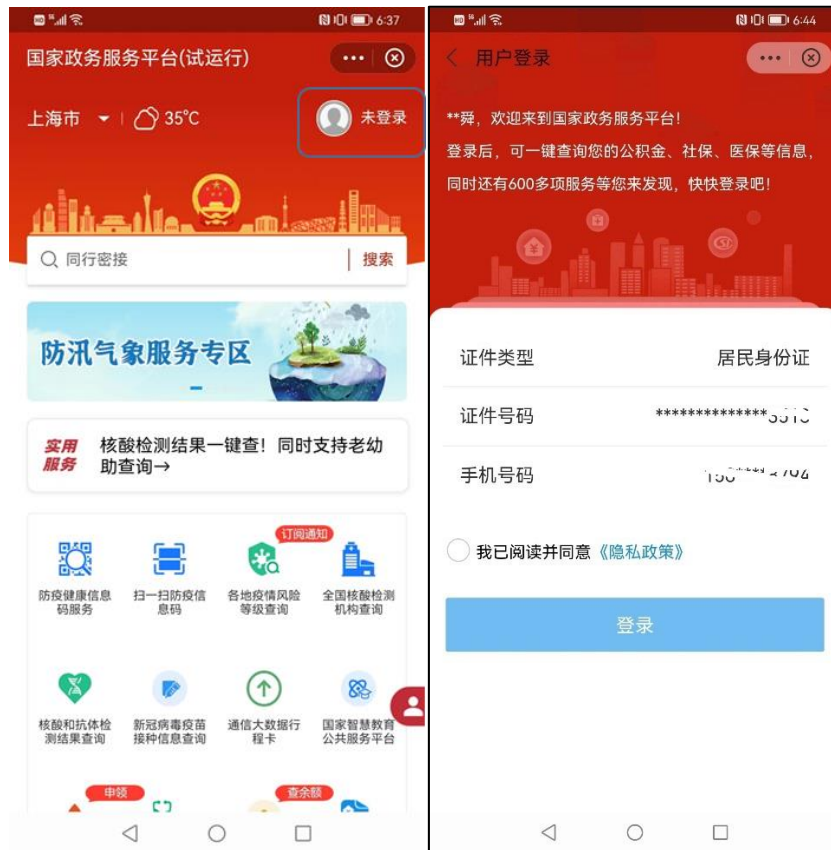 6:37
国家政务服务平台(试运行)
上海市
35°C
未登录
同行密接
搜索
防汛气象服务专区
实用服务
核酸检测结果一键查！同时支持老幼
助查询→
订阅通知
防疫健康信息
码服务
扫一扫防疫信
息码
各地疫情风险
等级查询
全国核酸检测
机构查询
核酸和抗体检
测结果查询
新冠病毒疫苗
接种信息查询
通信大数据行
程卡
国家智慧教育
公共服务平台
申领
查余额
6:44
用户登录
**舜，欢迎来到国家政务服务平台！
登录后，可一键查询您的公积金、社保、医保等信息，
同时还有600多项服务等您来发现，快快登录吧！
证件类型
居民身份证
证件号码
手机号码
我已阅读并同意《隐私政策》
登录